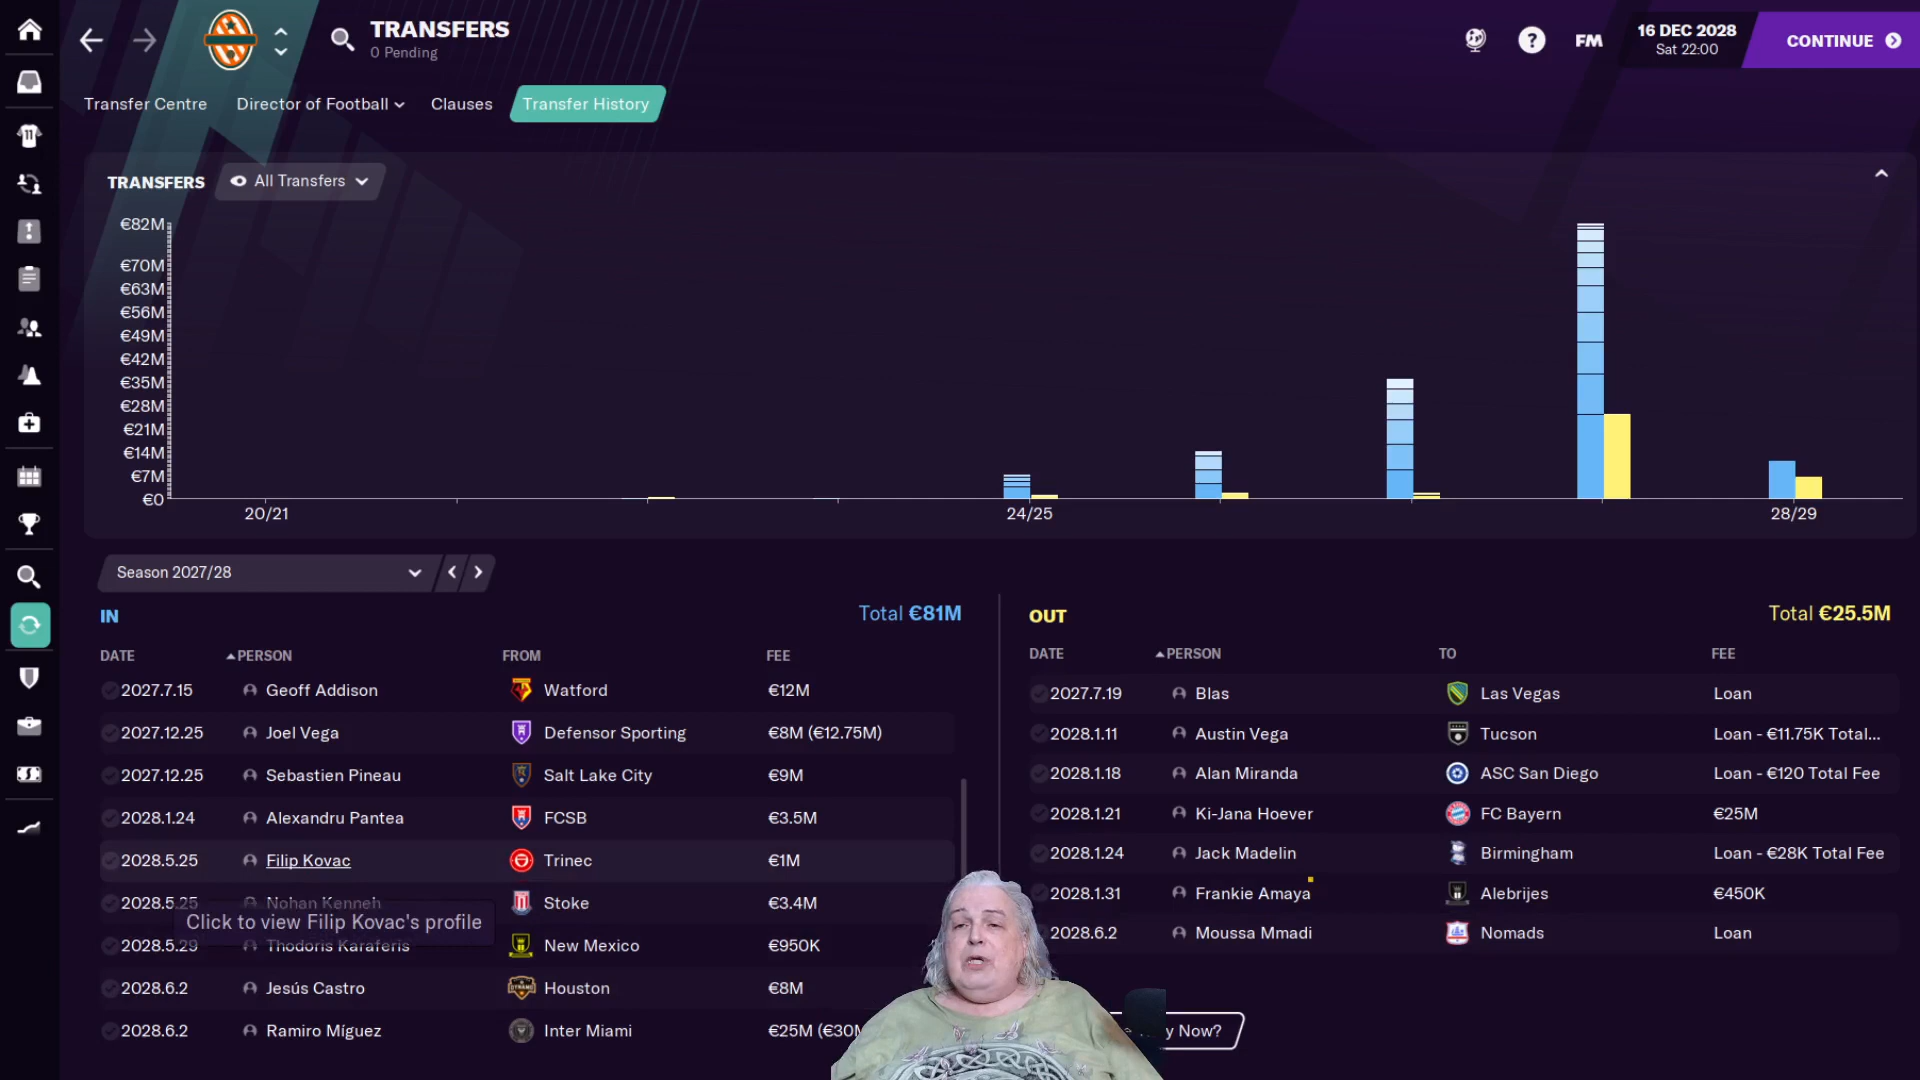 TRANSFERS
0 Pending
FM
16 DEC 2028
Sat 22:00
CONTINUE
Transfer Centre
Director of Football
Clauses
Transfer History
TRANSFERS
All Transfers
€82M
€70M
€63M
€56M
€49M
€42M
€35M
€28M
€21M
€14M
€7M
€0
20/21
24/25
28/29
Season 2027/28
IN
Total €81M
DATE PERSON FROM FEE
2027.7.15 Geoff Addison Watford €12M
2027.12.25 Joel Vega Defensor Sporting €8M (€12.75M)
2027.12.25 Sebastien Pineau Salt Lake City €9M
2028.1.24 Alexandru Pantea FCSB €3.5M
2028.5.25 Filip Kovac Trinec €1M
2028.5.25 Nohan Kenneh Stoke €3.4M
Click to view Filip Kovac's profile
2028.5.29 Thodoris Karaferis New Mexico €950K
2028.6.2 Jesús Castro Houston €8M
2028.6.2 Ramiro Míguez Inter Miami €25M (€30M
OUT
Total €25.5M
DATE PERSON TO FEE
2027.7.19 Blas Las Vegas Loan
2028.1.11 Austin Vega Tucson Loan - €11.75K Total...
2028.1.18 Alan Miranda ASC San Diego Loan - €120 Total Fee
2028.1.21 Ki-Jana Hoever FC Bayern €25M
2028.1.24 Jack Madelin Birmingham Loan - €28K Total Fee
2028.1.31 Frankie Amaya Alebrijes €450K
2028.6.2 Moussa Mmadi Nomads Loan
y Now?